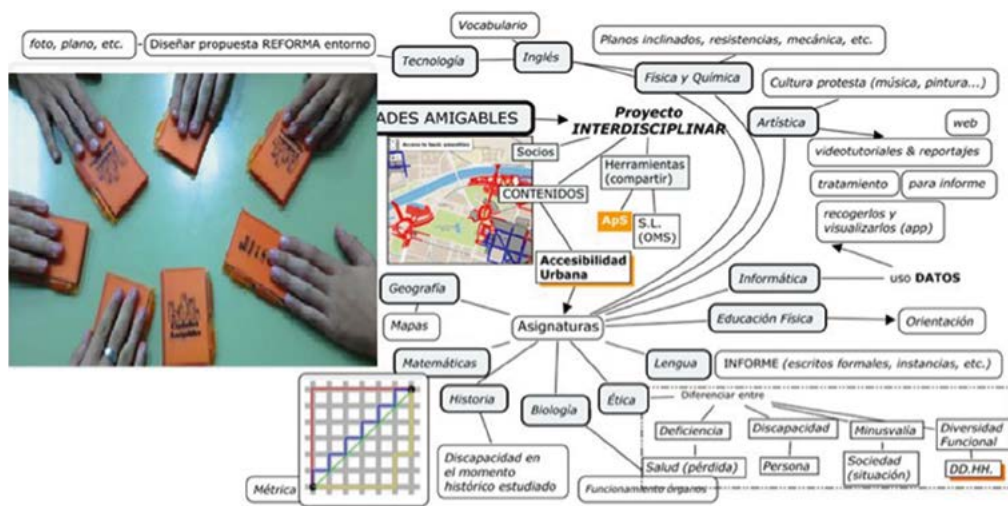 Vocabulario
foto, plano, etc.
Diseñar propuesta REFORMA entorno
Tecnología
Inglés
Planos inclinados, resistencias, mecánica, etc.
Física y Química
Cultura protesta (música, pintura...)
ADES AMIGABLES
Proyecto
INTERDISCIPLINAR
Artística
web
Socios
videotutoriales & reportajes
Herramientas
(compartir)
CONTENIDOS
tratamiento
para informe
ApS
S.L.
(OMS)
recogerlos y
visualizarlos (app)
Accesibilidad
Urbana
Geografía
Informática
uso DATOS
Mapas
Asignaturas
Educación Física
Orientación
Matemáticas
Lengua
INFORME (escritos formales, instancias, etc.)
Historia
Biología
Ética
Diferenciar entre
Deficiencia
Discapacidad
Minusvalía
Diversidad
Funcional
Salud (pérdida)
Persona
Sociedad
(situación)
DD.HH.
Discapacidad en
el momento
histórico estudiado
Métrica
Funcionamiento órganos
Ciudades
Amigables